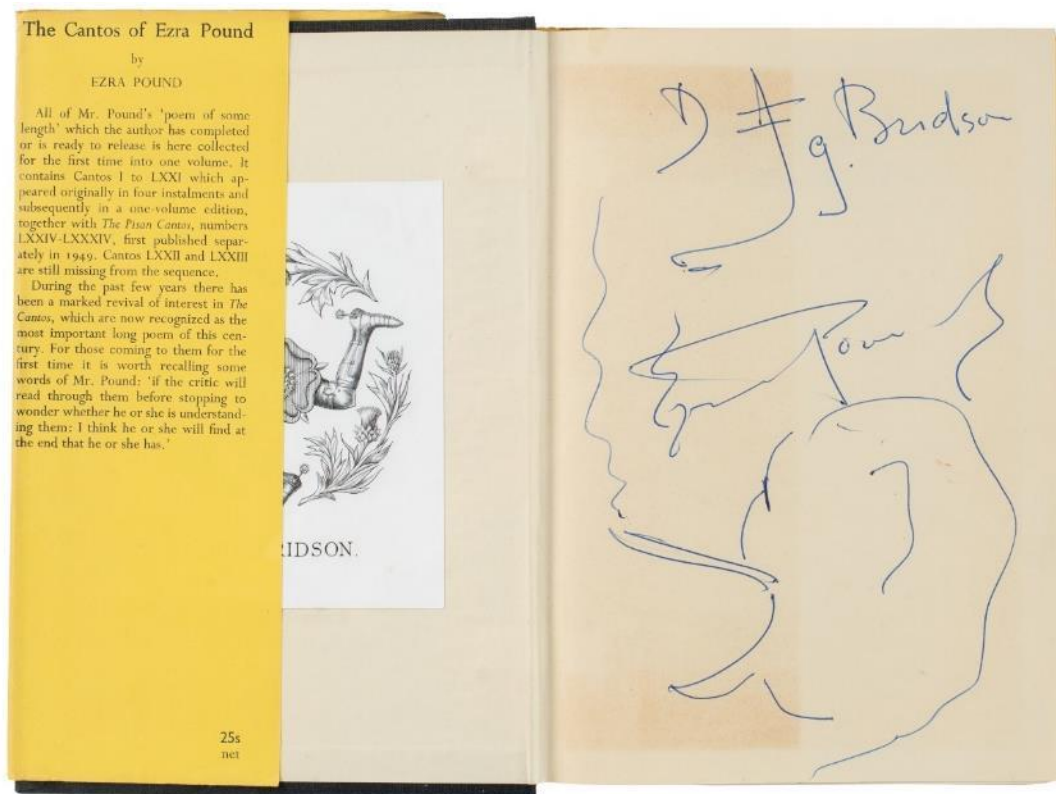 The Cantos of Ezra Pound
by
EZRA POUND
All of Mr. Pound's 'poem of some
length' which the author has completed
or is ready to release is here collected
for the first time into one volume. It
contains Cantos I to LXXI which ap-
peared originally in four instalments and
subsequently in a one-volume edition,
together with The Pisan Cantos, numbers
LXXIV-LXXXIV, first published separ-
ately in 1949. Cantos LXXII and LXXIII
are still missing from the sequence.
During the past few years there has
been a marked revival of interest in The
Cantos, which are now recognized as the
most important long poem of this cen-
tury. For those coming to them for the
first time it is worth recalling some
words of Mr. Pound: 'if the critic will
read through them before stopping to
wonder whether he or she is understand-
ing them: I think he or she will find at
the end that he or she has.'
25s
net
RIDSON.
D G. Bridson